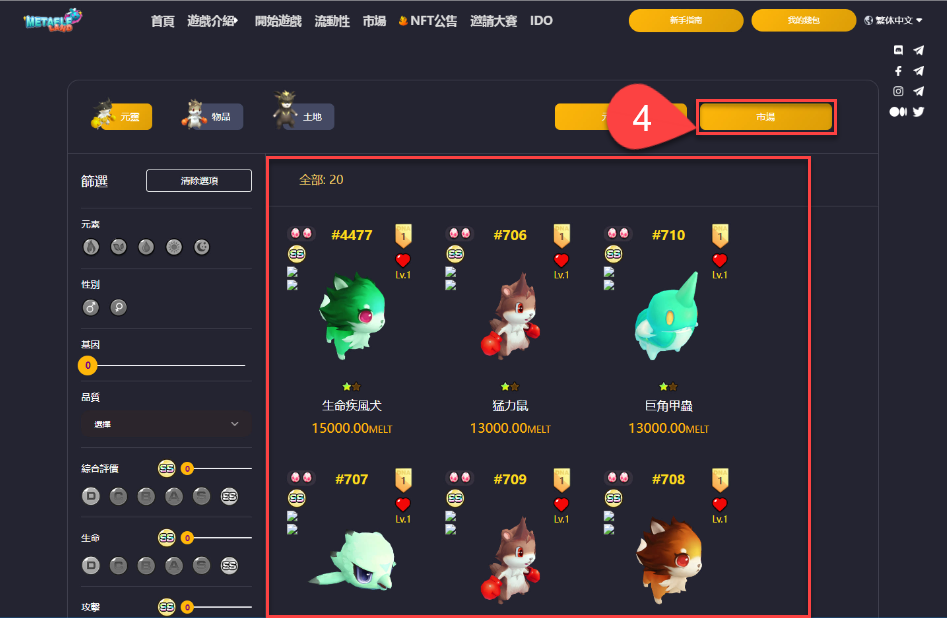 METAELF LAND
首頁 遊戲介紹 開始遊戲 流動性 市場 NFT公告 邀請大賽 IDO 新手指南 我的錢包 繁体中文
元靈 物品 土地 4 市場
篩選 清除選項
全部: 20
元素
性別
基因
0
品質
選擇
綜合評價 SS 0
D C B A S SS
生命 SS 0
D C B A S SS
攻擊 SS 0
#4477 1 #706 1 #710 1
SS SS SS
Lv.1 Lv.1 Lv.1
生命疾風犬 猛力鼠 巨角甲蟲
15000.00MELT 13000.00MELT 13000.00MELT
#707 1 #709 1 #708 1
SS SS SS
Lv.1 Lv.1 Lv.1